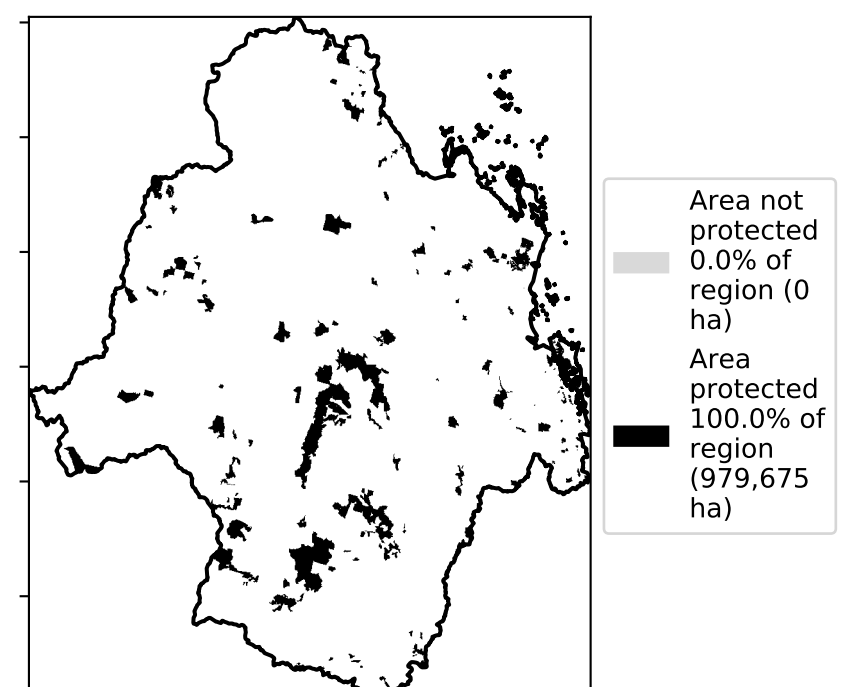 Area not
protected
0.0% of
region (0
ha)
Area
protected
100.0% of
region
(979,675
ha)